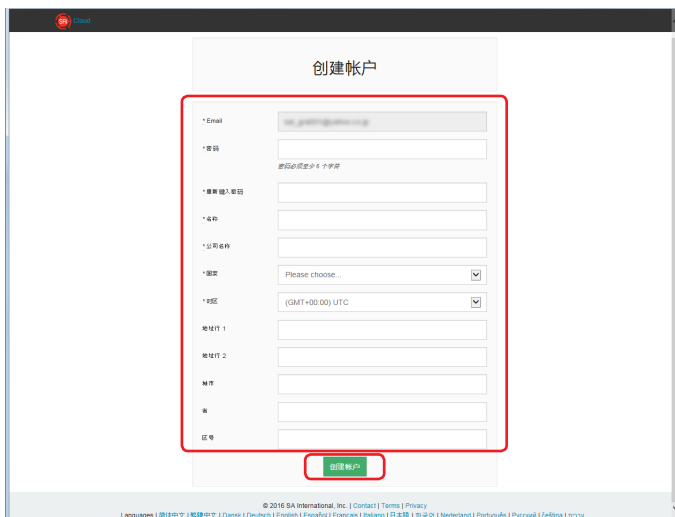 SAi Cloud
创建帐户
* Email
* 密码
密码必须至少 6 个字符
* 重新键入密码
* 名称
* 公司名称
* 国家 Please choose...
* 时区 (GMT+00:00) UTC
地址行 1
地址行 2
城市
省
区号
创建帐户
© 2016 SA International, Inc. | Contact | Terms | Privacy
Languages | 简体中文 | 繁體中文 | Dansk | Deutsch | English | Español | Français | Italiano | 日本語 | 한국어 | Nederland | Português | Русский | Čeština | עברית